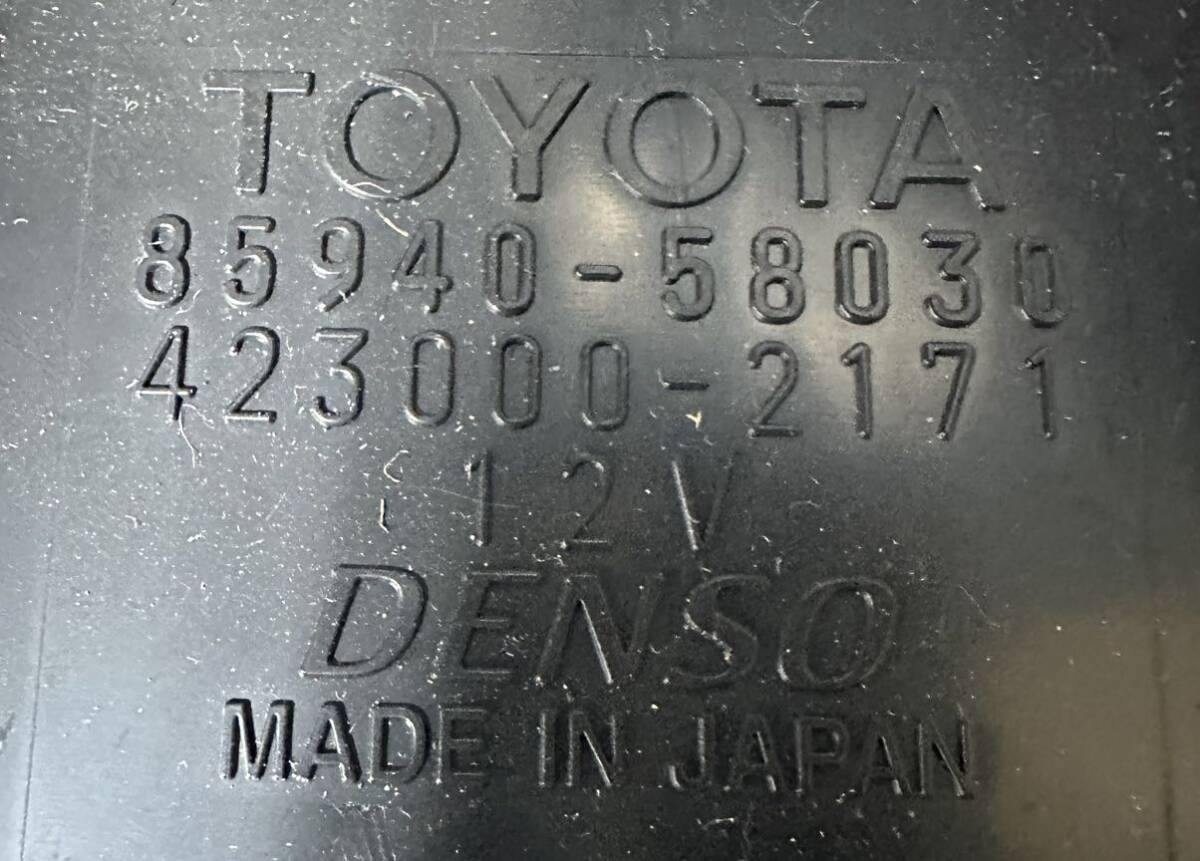 TOYOTA
85940-58030
423000-2171
12V
DENSO
MADE IN JAPAN